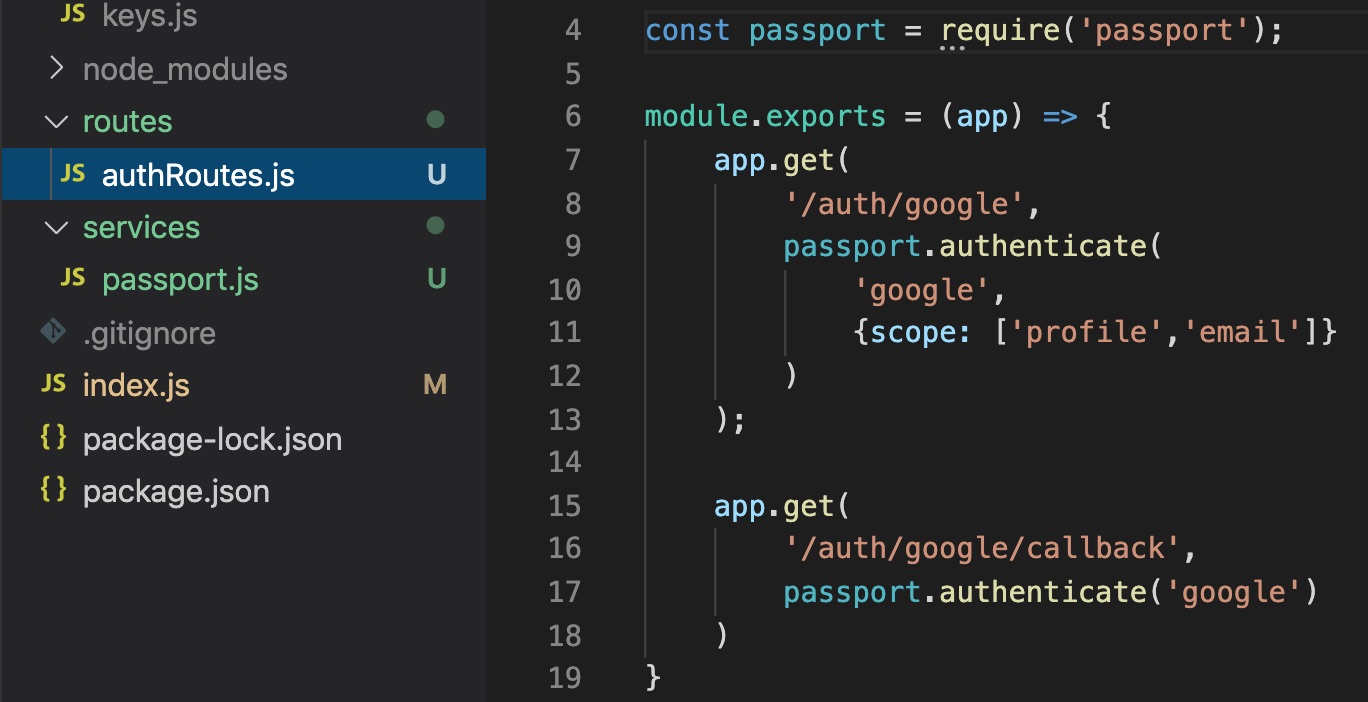 JS keys.js
node_modules
routes
JS authRoutes.js U
services
JS passport.js U
.gitignore
JS index.js M
{} package-lock.json
{} package.json
4 const passport = require('passport');
5
6 module.exports = (app) => {
7 app.get(
8 '/auth/google',
9 passport.authenticate(
10 'google',
11 {scope: ['profile','email']}
12 )
13 );
14
15 app.get(
16 '/auth/google/callback',
17 passport.authenticate('google')
18 )
19 }